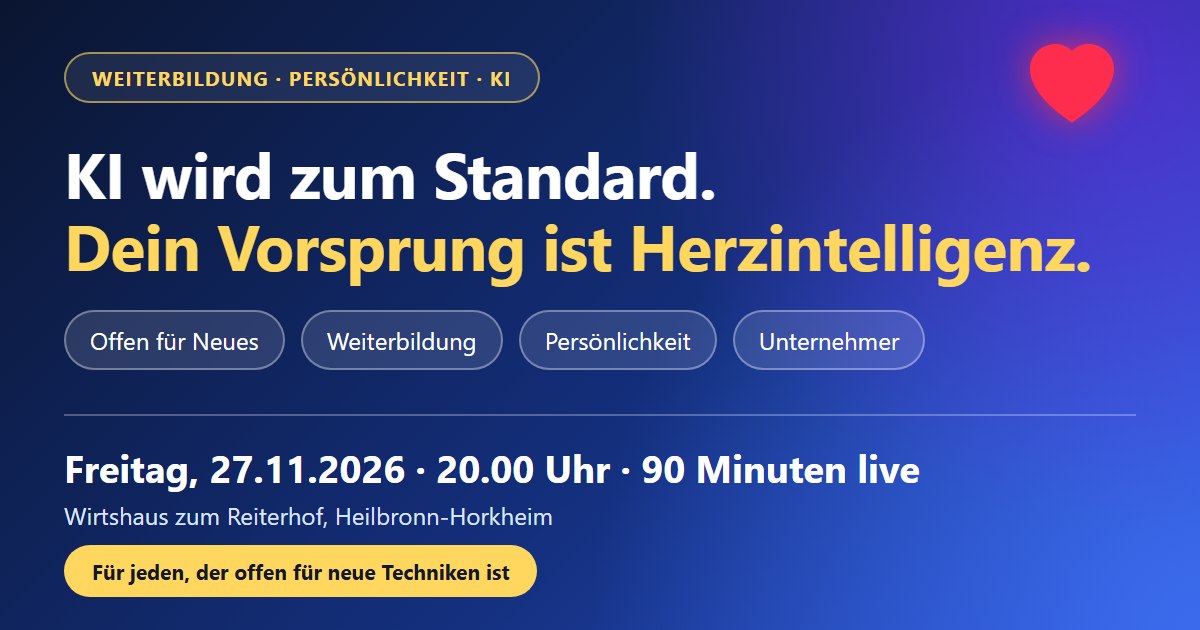 WEITERBILDUNG · PERSÖNLICHKEIT · KI
KI wird zum Standard.
Dein Vorsprung ist Herzintelligenz.
Offen für Neues
Weiterbildung
Persönlichkeit
Unternehmer
Freitag, 27.11.2026 · 20.00 Uhr · 90 Minuten live
Wirtshaus zum Reiterhof, Heilbronn-Horkheim
Für jeden, der offen für neue Techniken ist